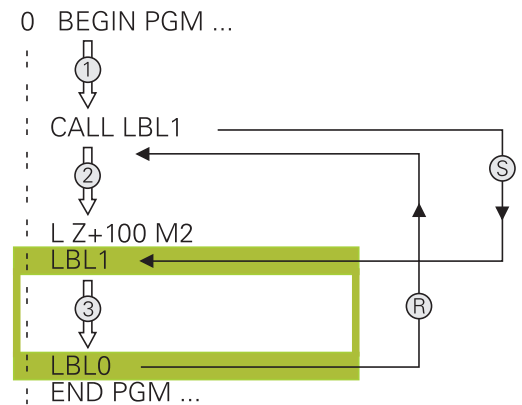 0 BEGIN PGM ...
1
CALL LBL1
S
2
L Z+100 M2
LBL1
3
R
LBL0
END PGM ...